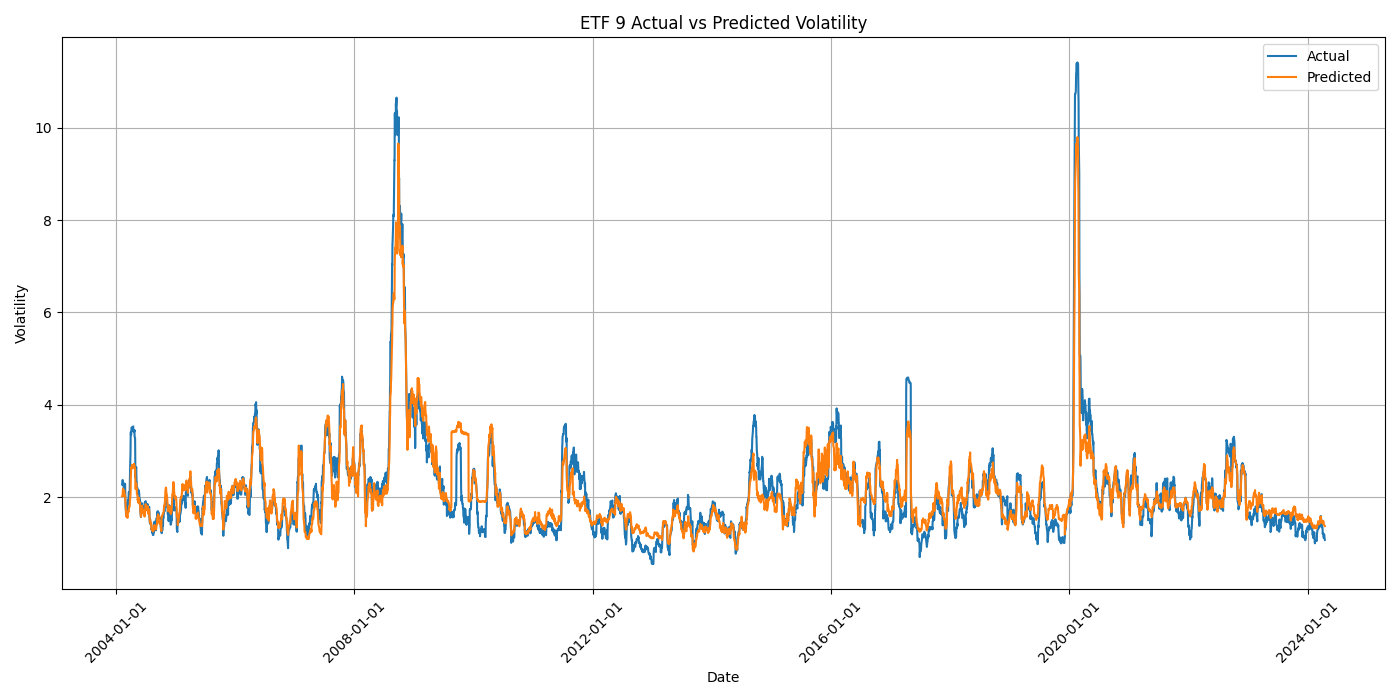 ETF 9 Actual vs Predicted Volatility
Actual
Predicted
Volatility
10
8
6
4
2
2004-01-01
2008-01-01
2012-01-01
2016-01-01
2020-01-01
2024-01-01
Date